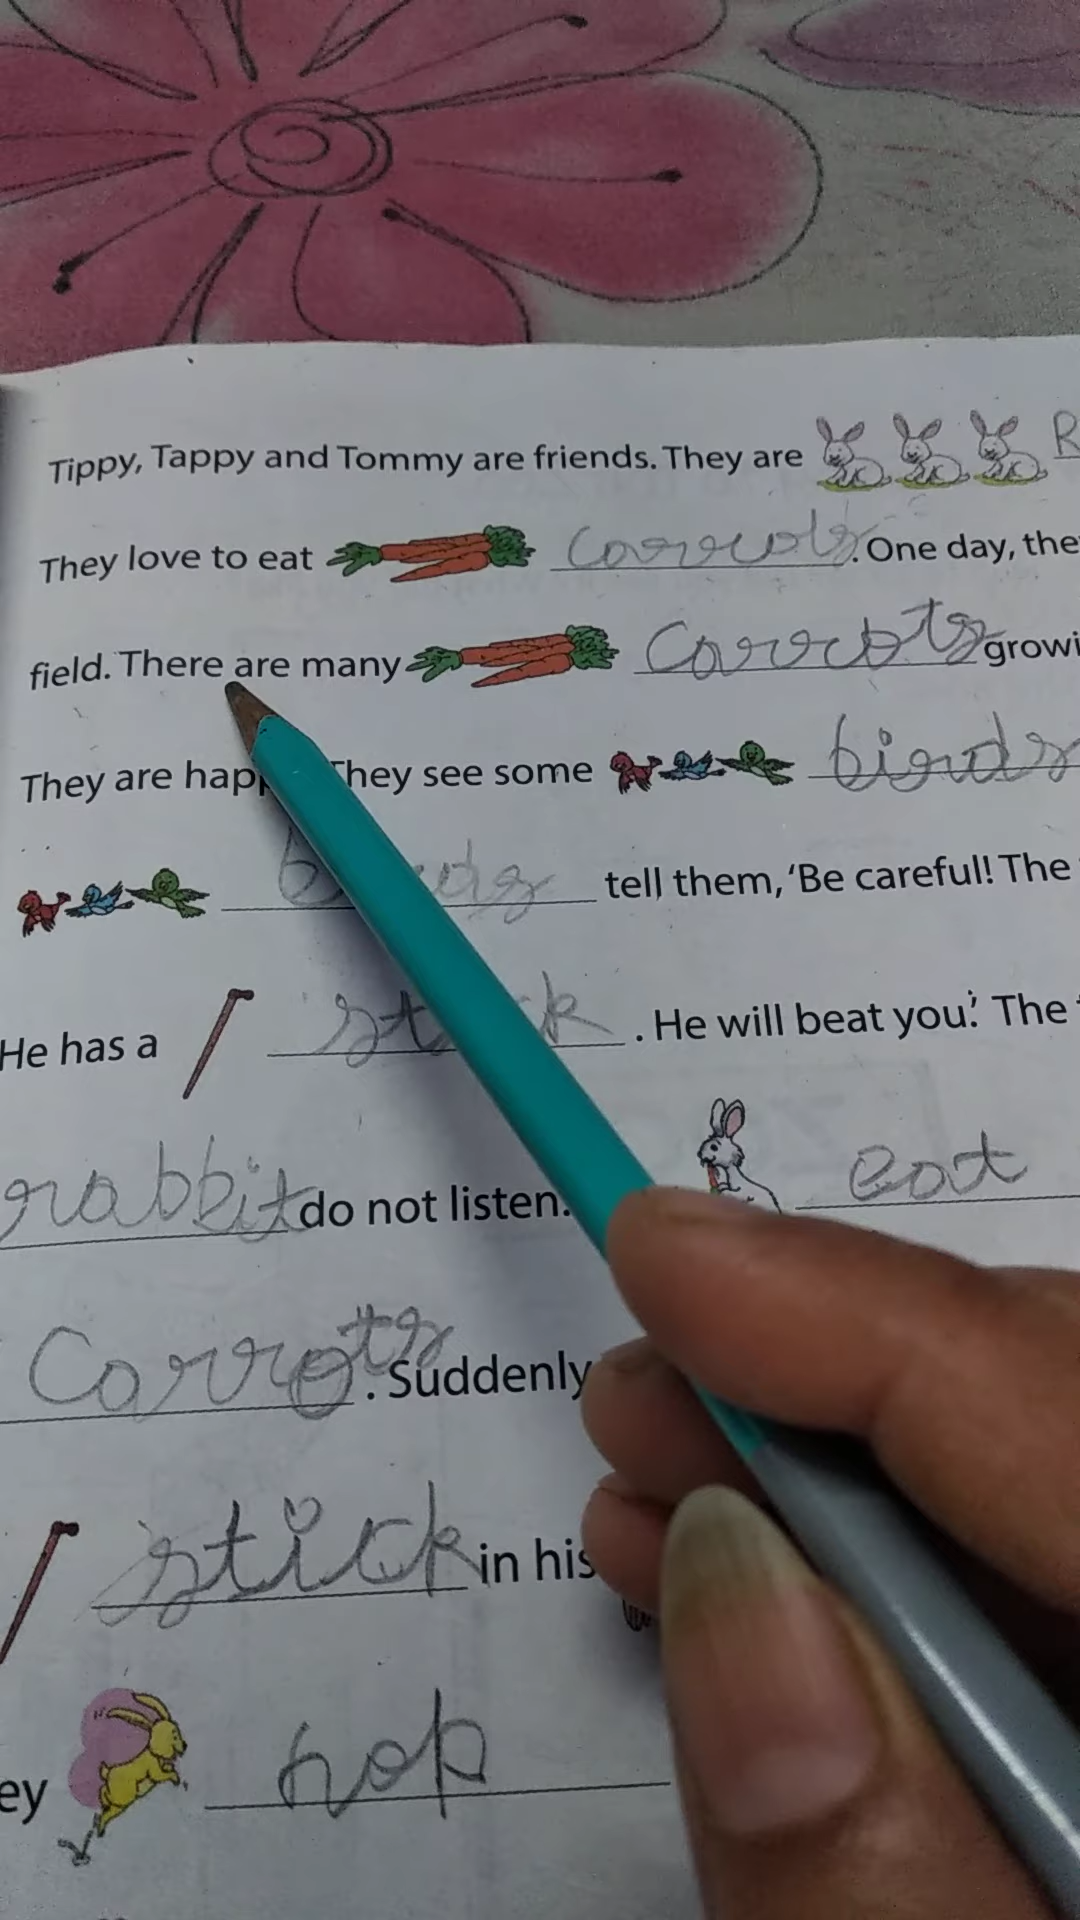 Tippy, Tappy and Tommy are friends. They are R
They love to eat carrots. One day, the
field. There are many Carrots growi
They are happ They see some birds
tell them, 'Be careful! The
He has a stick. He will beat you.' The
rabbit do not listen. eat
Carrots. Suddenly
stick in his
ey hop